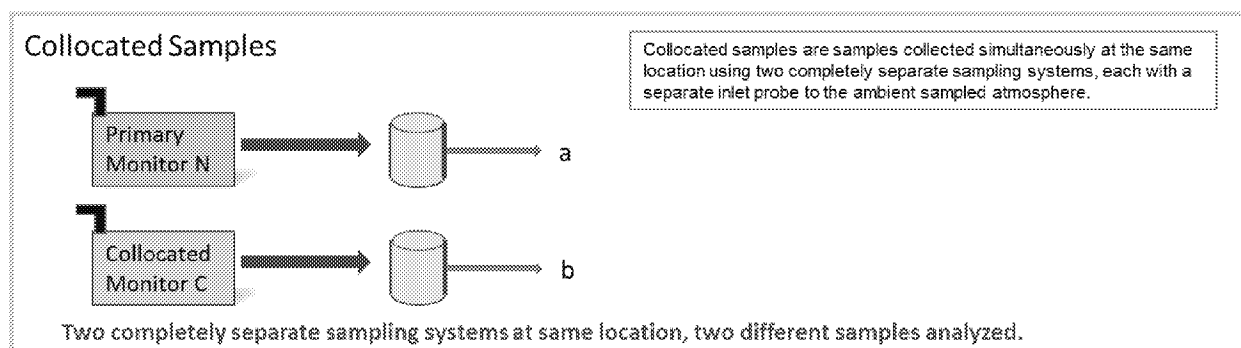 Collocated Samples
Collocated samples are samples collected simultaneously at the same
location using two completely separate sampling systems, each with a
separate inlet probe to the ambient sampled atmosphere.
Primary
Monitor N
a
Collocated
Monitor C
b
Two completely separate sampling systems at same location, two different samples analyzed.